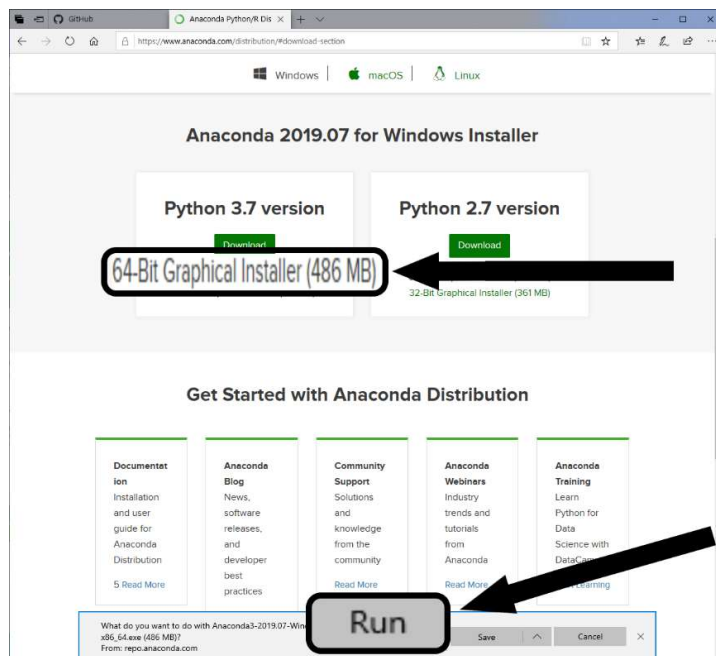 GitHub
Anaconda Python/R Dis
https://www.anaconda.com/distribution/#download-section
Windows
macOS
Linux
Anaconda 2019.07 for Windows Installer
Python 3.7 version
Download
64-Bit Graphical Installer (486 MB)
Python 2.7 version
Download
32-Bit Graphical Installer (361 MB)
Get Started with Anaconda Distribution
Documentat
ion
Installation
and user
guide for
Anaconda
Distribution
5 Read More
Anaconda
Blog
News,
software
releases,
and
developer
best
practices
Community
Support
Solutions
and
knowledge
from the
community
Read More
Anaconda
Webinars
Industry
trends and
tutorials
from
Anaconda
Read More
Anaconda
Training
Learn
Python for
Data
Science with
DataCamp
Learning
What do you want to do with Anaconda3-2019.07-Win
x86_64.exe (486 MB)?
From: repo.anaconda.com
Run
Save
Cancel